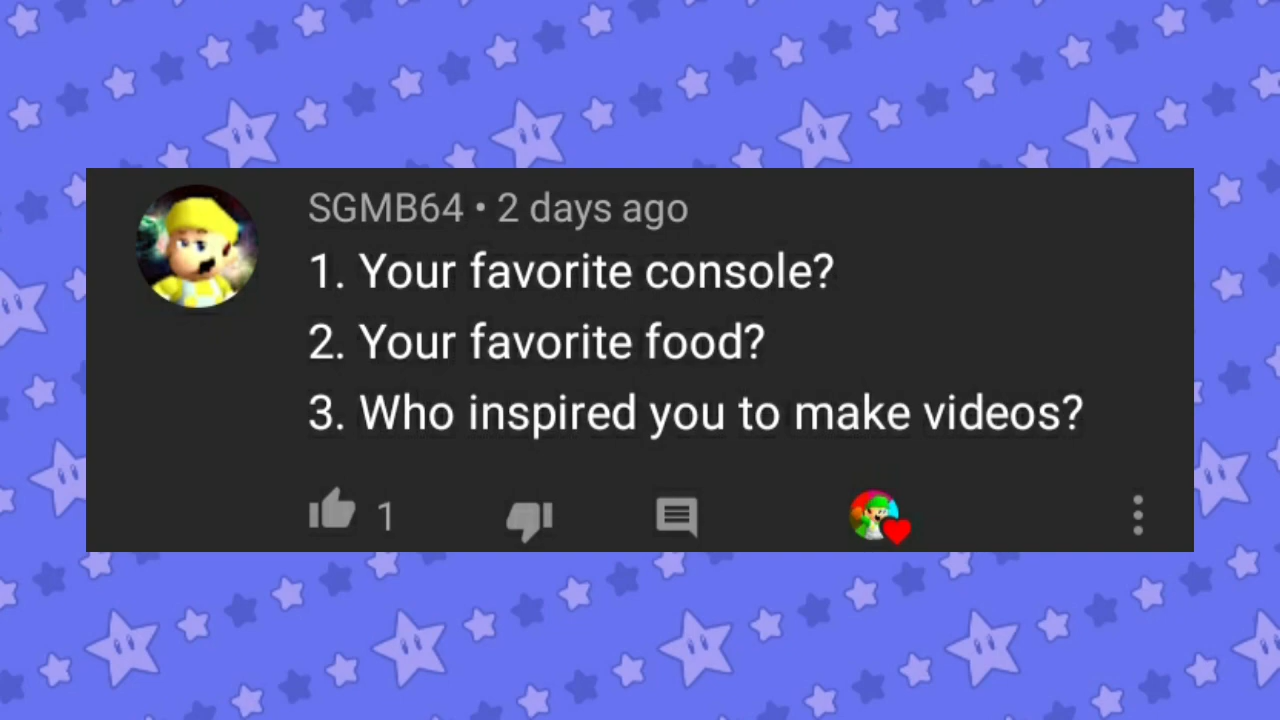 SGMB64 • 2 days ago
1. Your favorite console?
2. Your favorite food?
3. Who inspired you to make videos?
1